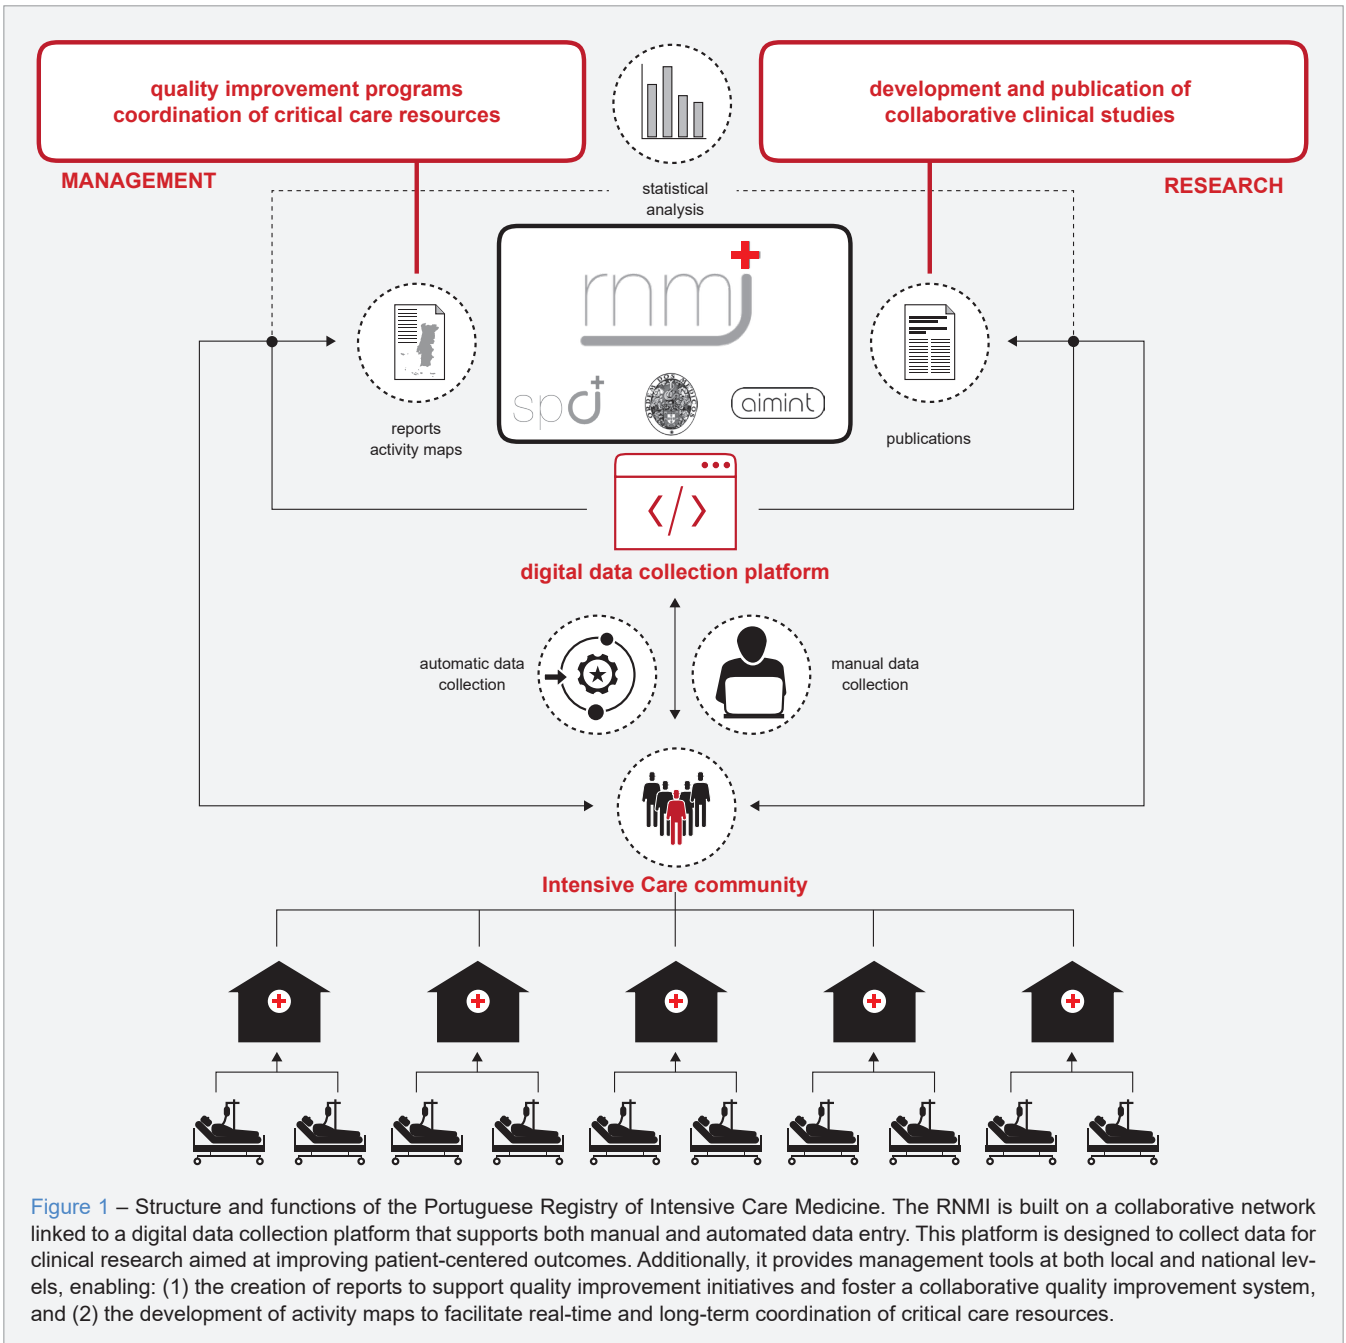 quality improvement programs
coordination of critical care resources
MANAGEMENT
development and publication of
collaborative clinical studies
RESEARCH
statistical
analysis
rnmi
spci
ORDEM DOS MEDICOS
aimint
reports
activity maps
publications
</>
digital data collection platform
automatic data
collection
manual data
collection
Intensive Care community
Figure 1 – Structure and functions of the Portuguese Registry of Intensive Care Medicine. The RNMI is built on a collaborative network
linked to a digital data collection platform that supports both manual and automated data entry. This platform is designed to collect data for
clinical research aimed at improving patient-centered outcomes. Additionally, it provides management tools at both local and national lev-
els, enabling: (1) the creation of reports to support quality improvement initiatives and foster a collaborative quality improvement system,
and (2) the development of activity maps to facilitate real-time and long-term coordination of critical care resources.